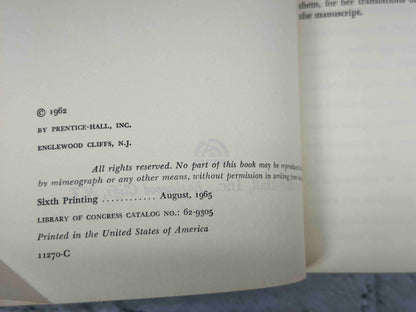 them, for her translations
the manuscript.
© 1962
BY PRENTICE-HALL, INC.
ENGLEWOOD CLIFFS, N.J.
All rights reserved. No part of this book may be
by mimeograph or any other means, without permission in writing from
Sixth Printing ............ August, 1965
LIBRARY OF CONGRESS CATALOG NO.: 62-9305
Printed in the United States of America
11270-C